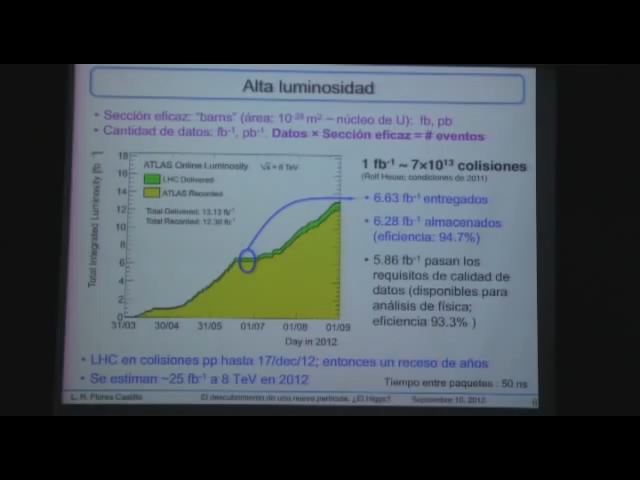 Alta luminosidad
• Sección eficaz: "barns" (área: 10⁻²⁸ m² – núcleo de U): fb, pb
• Cantidad de datos: fb⁻¹, pb⁻¹. Datos × Sección eficaz = # eventos
Total Integrated Luminosity [fb⁻¹]
18
16
14
12
10
8
6
4
2
0
ATLAS Online Luminosity √s = 8 TeV
LHC Delivered
ATLAS Recorded
Total Delivered: 13.13 fb⁻¹
Total Recorded: 12.30 fb⁻¹
31/03 30/04 31/05 01/07 01/08 01/09
Day in 2012
1 fb⁻¹ ~ 7×10¹³ colisiones
(Rolf Heuer, condiciones de 2011)
• 6.63 fb⁻¹ entregados
• 6.28 fb⁻¹ almacenados
(eficiencia: 94.7%)
• 5.86 fb⁻¹ pasan los
requisitos de calidad de
datos (disponibles para
análisis de física;
eficiencia 93.3% )
• LHC en colisiones pp hasta 17/dec/12; entonces un receso de años
• Se estiman ~25 fb⁻¹ a 8 TeV en 2012
Tiempo entre paquetes : 50 ns
L. R. Flores Castillo El descubrimiento de una nueva partícula: ¿El Higgs? Septiembre 10, 2012